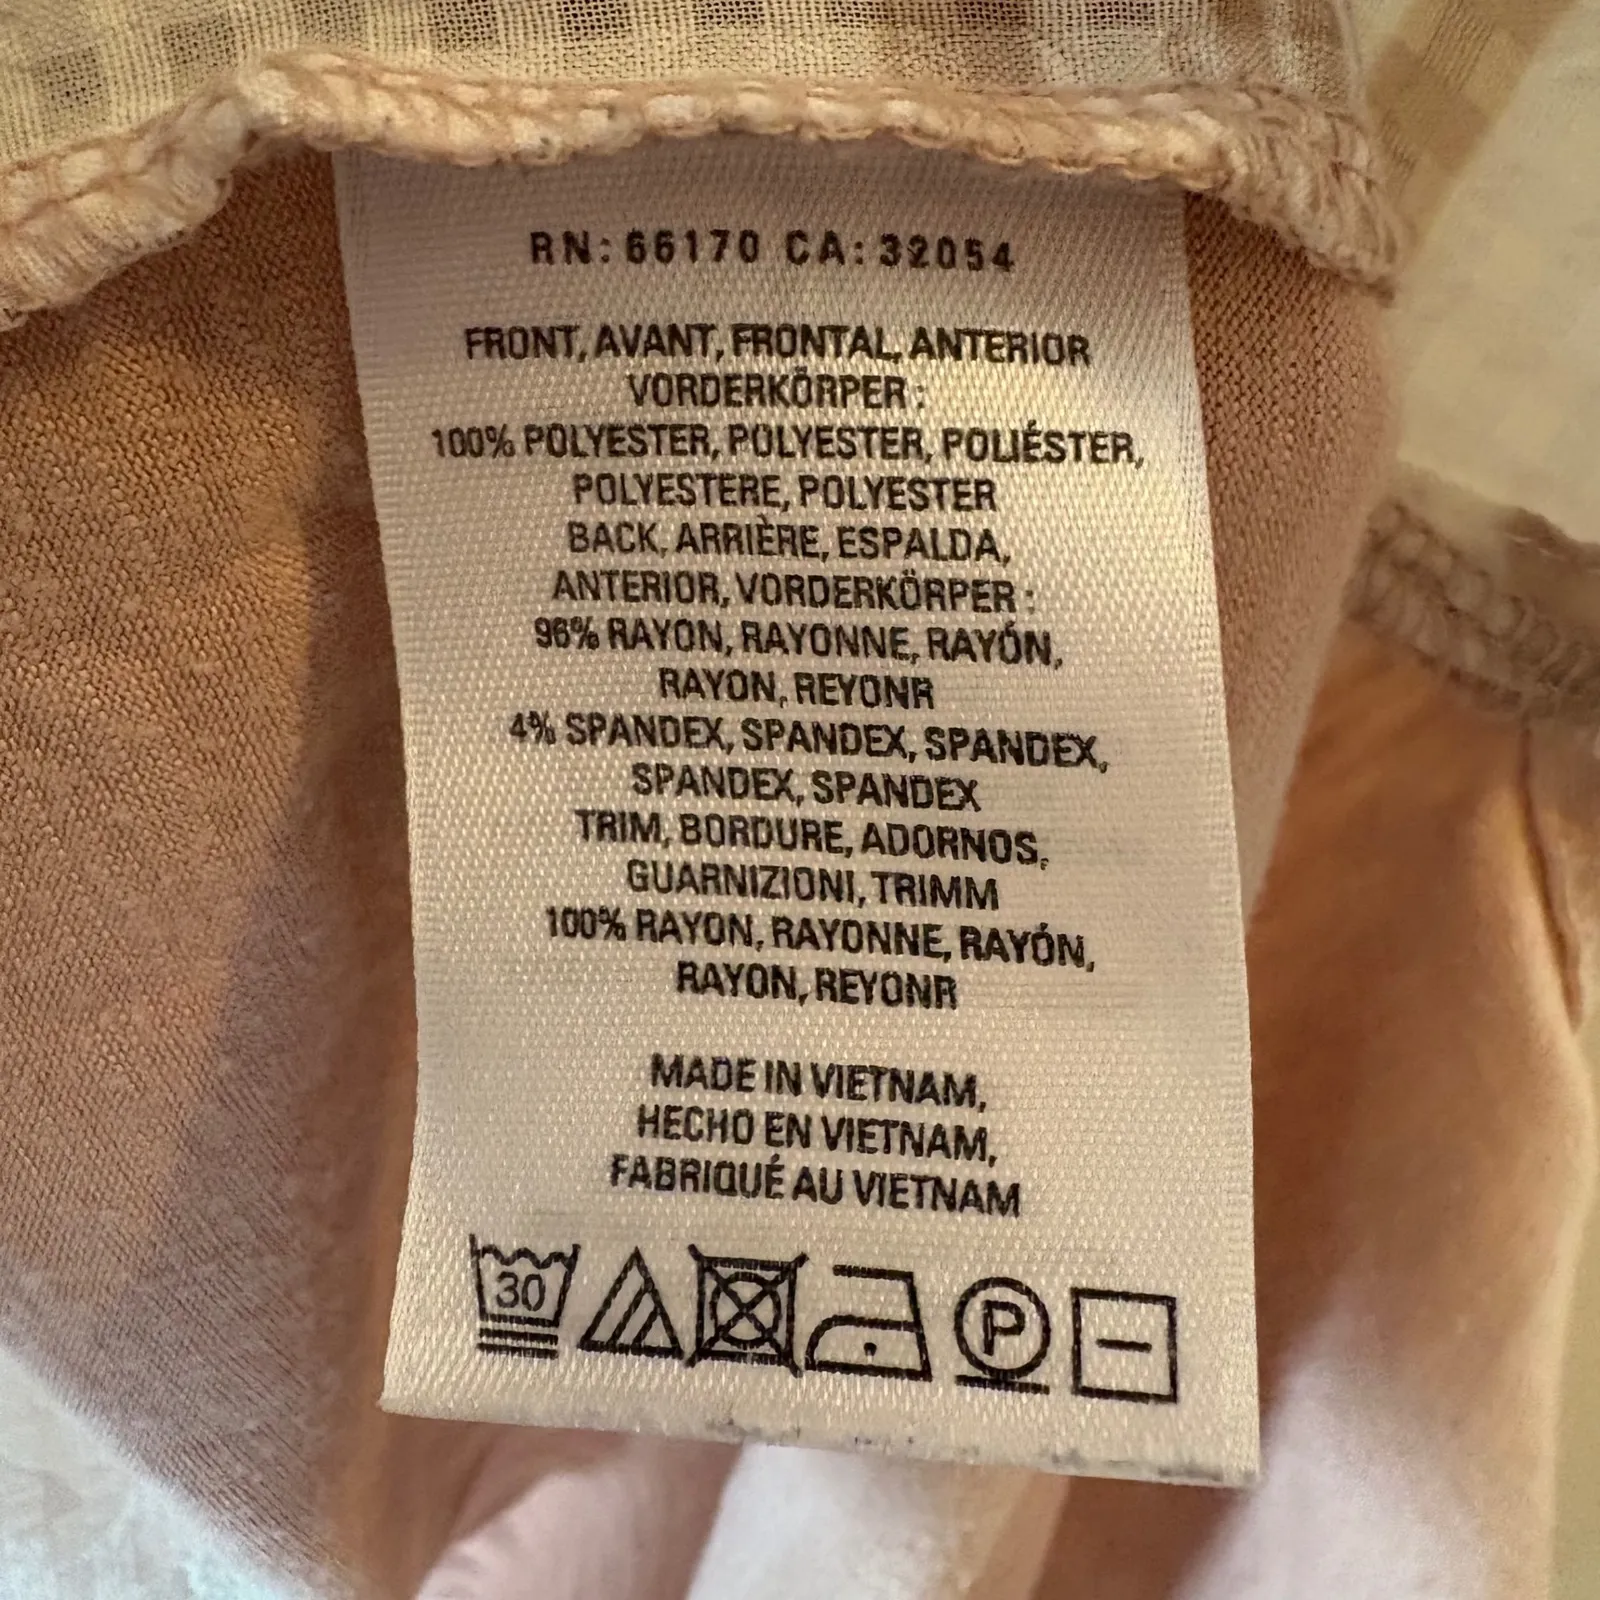 RN: 66170 CA: 32054
FRONT, AVANT, FRONTAL, ANTERIOR
VORDERKÖRPER :
100% POLYESTER, POLYESTER, POLIÉSTER,
POLYESTERE, POLYESTER
BACK, ARRIÈRE, ESPALDA,
ANTERIOR, VORDERKÖRPER :
96% RAYON, RAYONNE, RAYÓN,
RAYON, REYONR
4% SPANDEX, SPANDEX, SPANDEX,
SPANDEX, SPANDEX
TRIM, BORDURE, ADORNOS,
GUARNIZIONI, TRIMM
100% RAYON, RAYONNE, RAYÓN,
RAYON, REYONR
MADE IN VIETNAM,
HECHO EN VIETNAM,
FABRIQUÉ AU VIETNAM
30 P